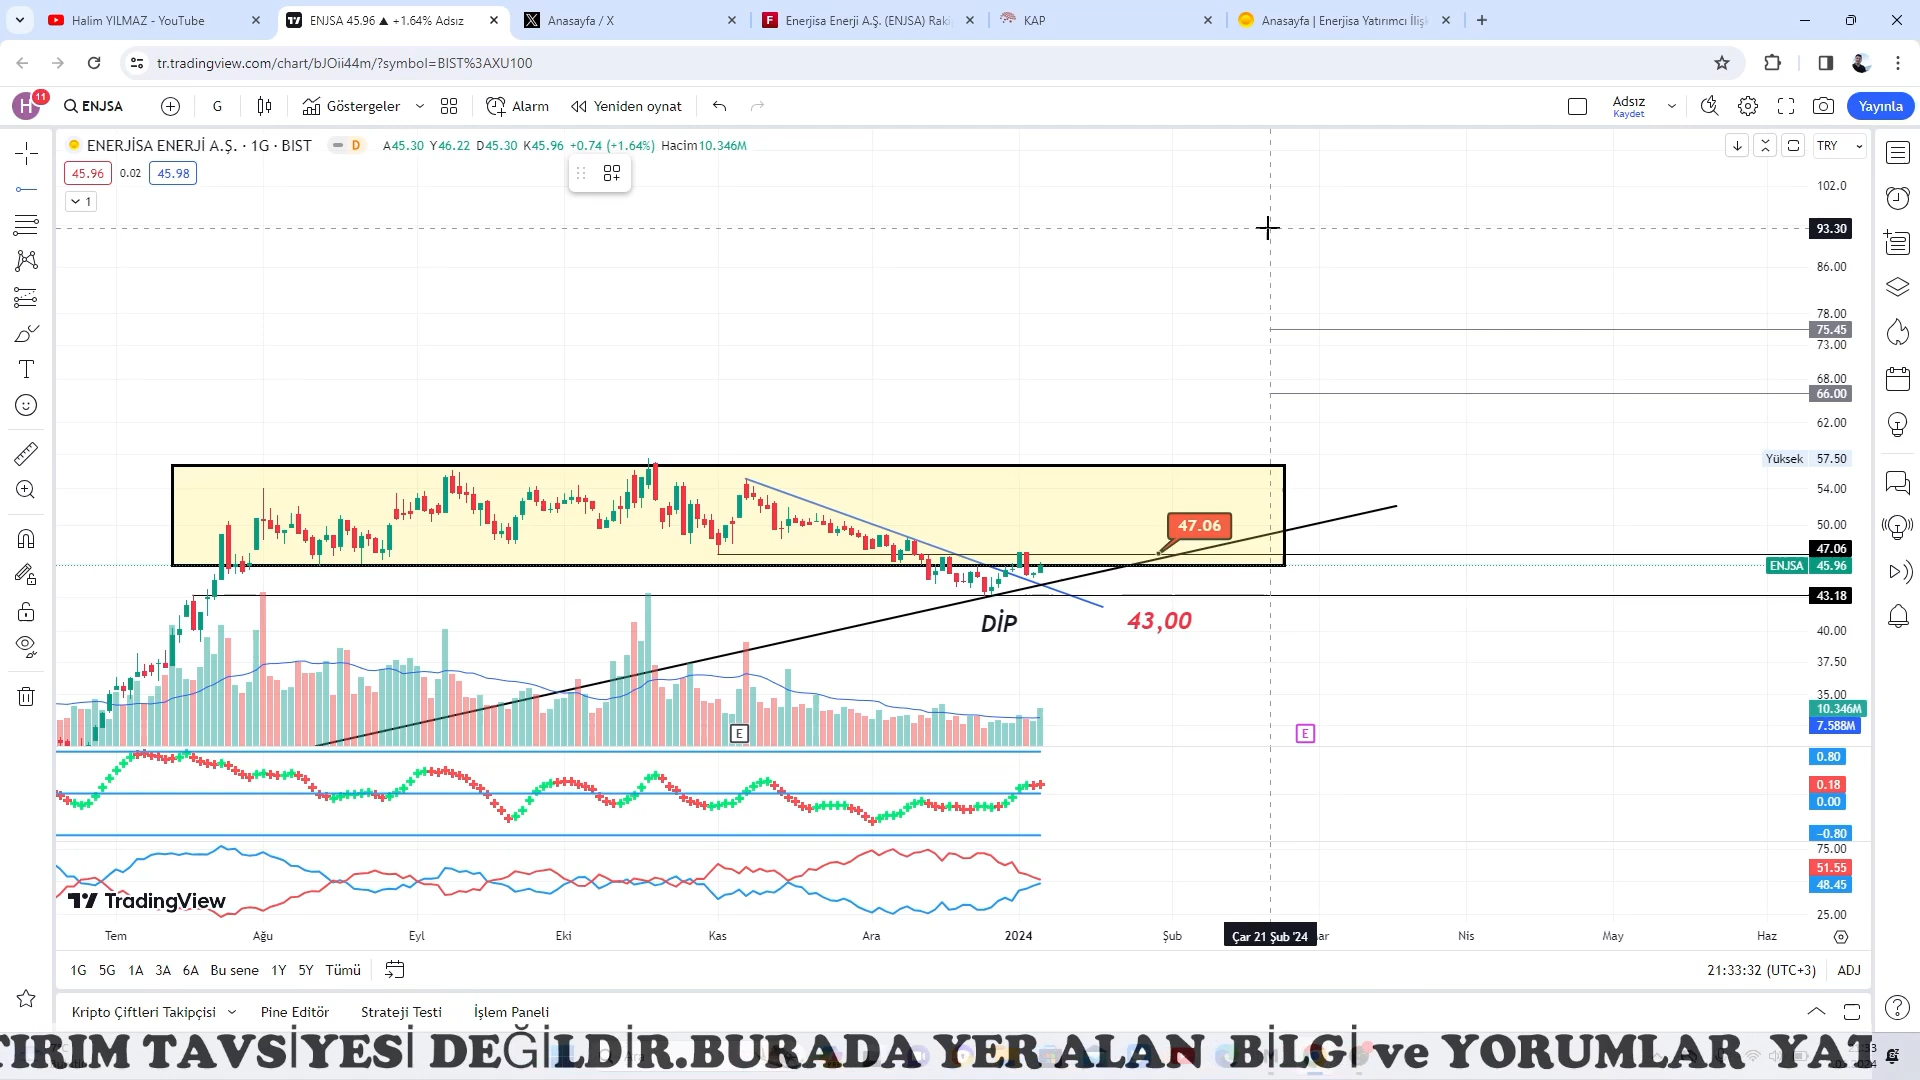 Halim YILMAZ - YouTube
ENJSA 45.96 ▲ +1.64% Adsız
Anasayfa / X
Enerjisa Enerji A.Ş. (ENJSA)
KAP
Anasayfa | Enerjisa Yatırımcı
tr.tradingview.com/chart/bJOii44m/?symbol=BIST%3AXU100
H 11
ENJSA
G
Göstergeler
Alarm
Yeniden oynat
Adsız
Kaydet
Yayınla
ENERJİSA ENERJİ A.Ş. · 1G · BIST
D
A45.30 Y46.22 D45.30 K45.96 +0.74 (+1.64%) Hacim10.346M
TRY
45.96 0.02 45.98
1
102.0
93.30
86.00
78.00
75.45
73.00
68.00
66.00
62.00
Yüksek 57.50
54.00
50.00
47.06
47.06
ENJSA 45.96
43.18
DİP
43,00
40.00
37.50
35.00
10.346M
7.588M
E
E
0.80
0.18
0.00
−0.80
75.00
51.55
48.45
25.00
TradingView
Tem Ağu Eyl Eki Kas Ara 2024 Şub Çar 21 Şub '24 Nis May Haz
1G 5G 1A 3A 6A Bu sene 1Y 5Y Tümü
21:33:32 (UTC+3) ADJ
Kripto Çiftleri Takipçisi Pine Editör Strateji Testi İşlem Paneli
TIRIM TAVSİYESİ DEĞİLDİR.BURADA YER ALAN BİLGİ ve YORUMLAR YAT